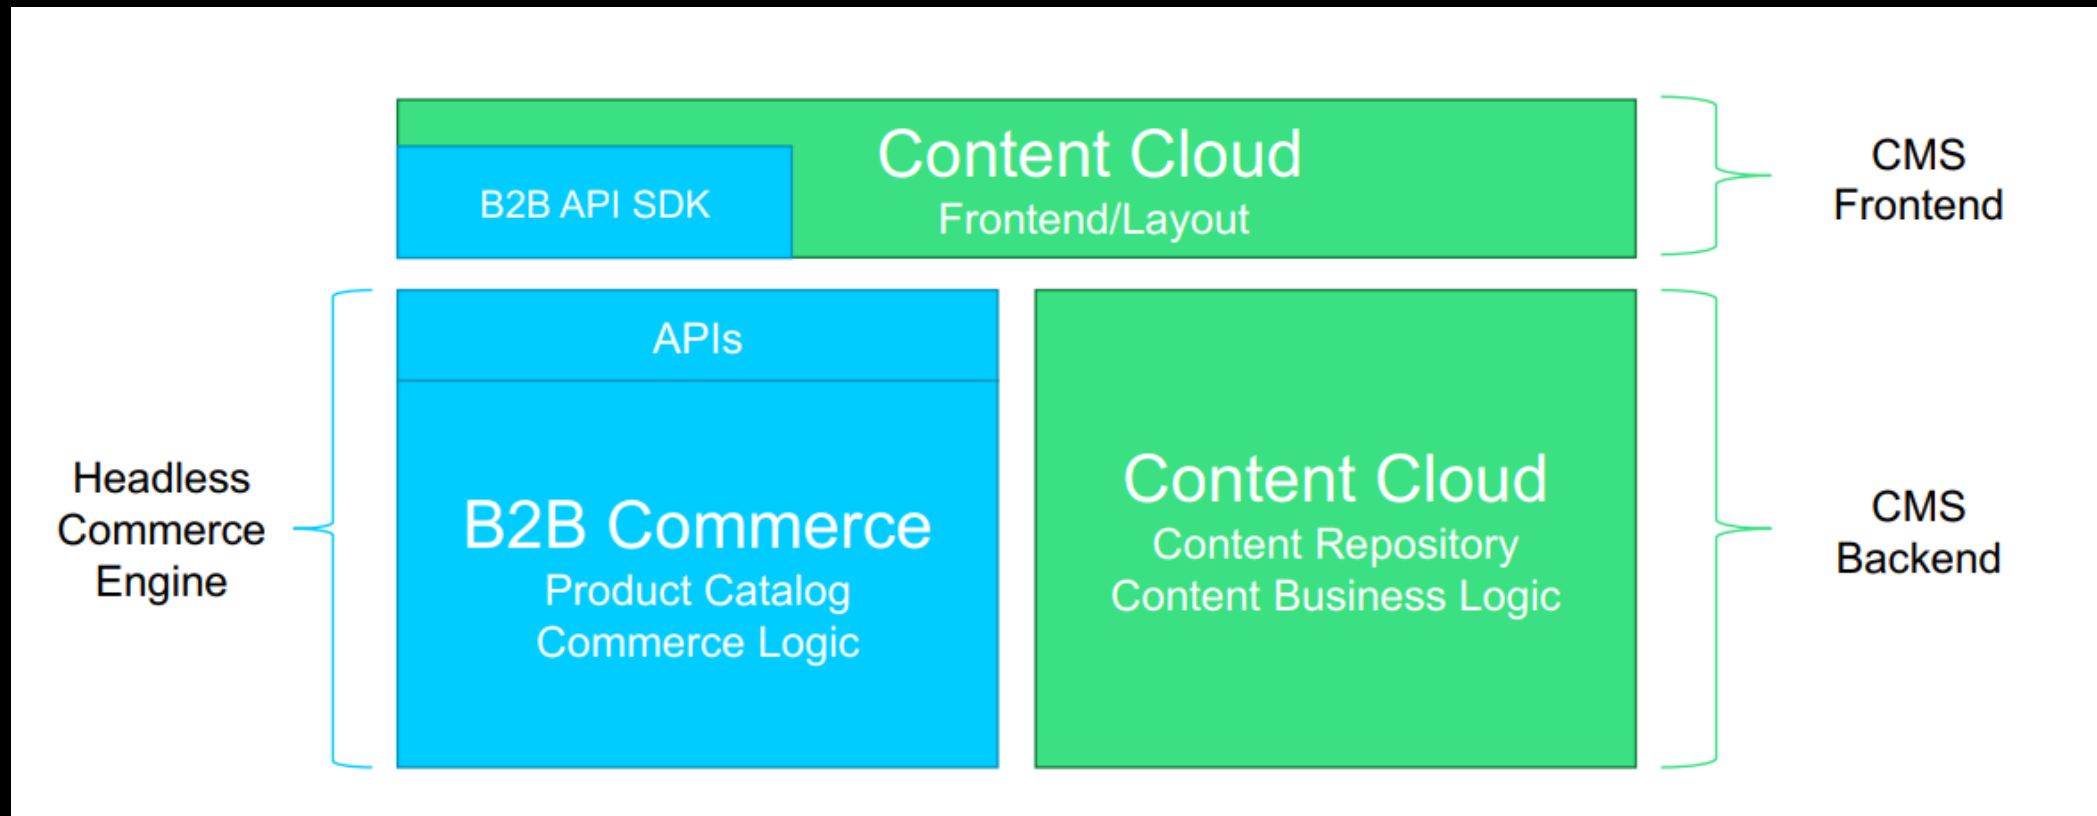 Content Cloud
Frontend/Layout
B2B API SDK
CMS
Frontend
APIs
B2B Commerce
Product Catalog
Commerce Logic
Headless
Commerce
Engine
Content Cloud
Content Repository
Content Business Logic
CMS
Backend